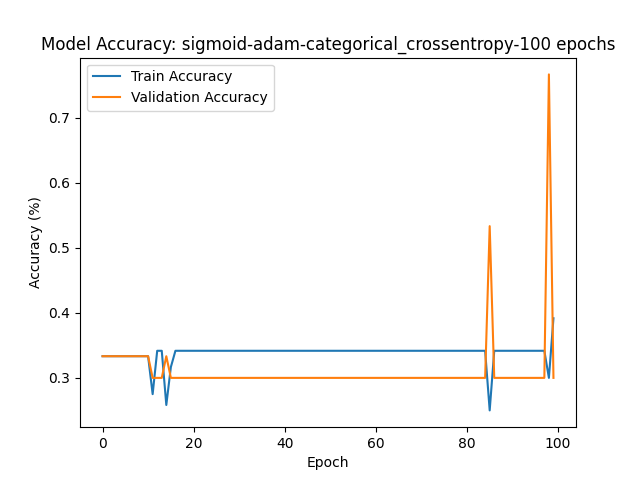 Model Accuracy: sigmoid-adam-categorical_crossentropy-100 epochs
Train Accuracy
Validation Accuracy
0.7
0.6
0.5
0.4
0.3
Accuracy (%)
0 20 40 60 80 100
Epoch